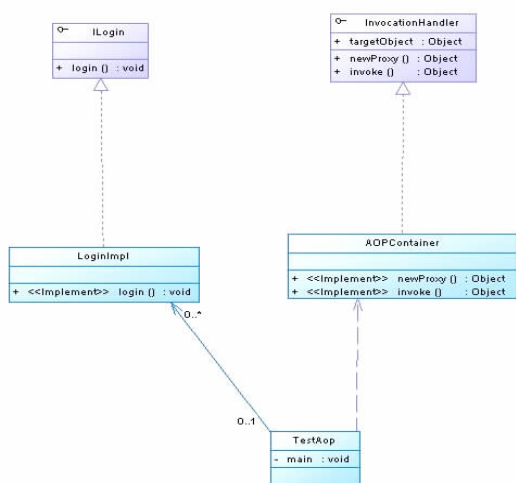 ILogin
+ login () : void
InvocationHandler
+ targetObject : Object
+ newProxy () : Object
+ invoke () : Object
LoginImpl
+ <<Implement>> login () : void
AOPContainer
+ <<Implement>> newProxy () : Object
+ <<Implement>> invoke () : Object
0..*
0..1
TestAop
- main : void